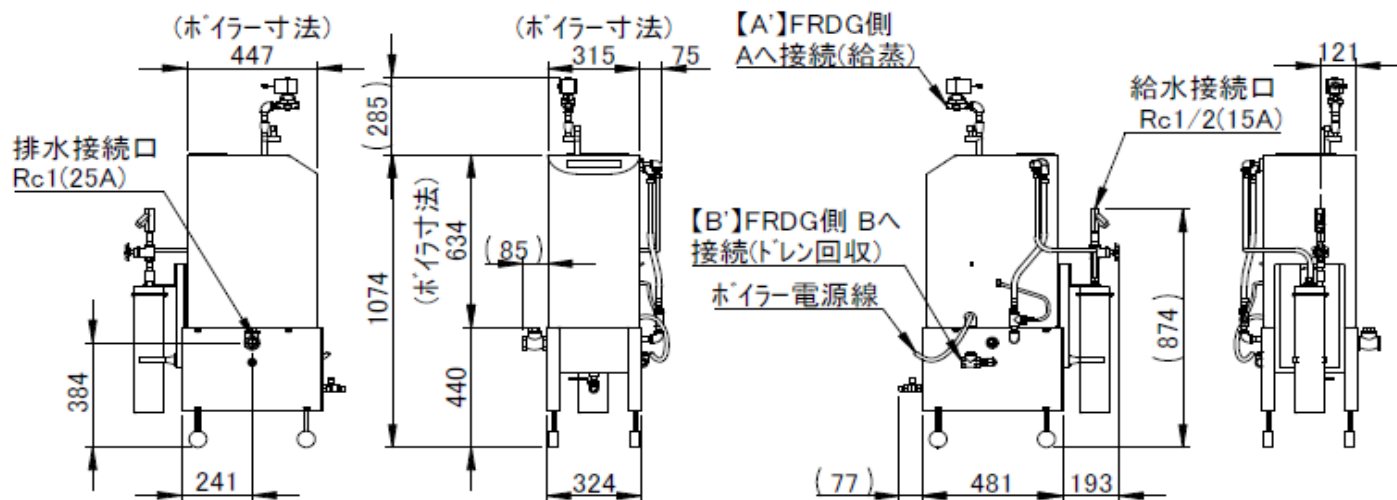 (ﾎﾞｲﾗｰ寸法)
447
(285)
排水接続口
Rc1(25A)
384
241
(ﾎﾞｲﾗｰ寸法)
315
75
(ﾎﾞｲﾗ寸法)
634
(85)
1074
440
324
【A'】FRDG側
Aへ接続(給蒸)
【B'】FRDG側 Bへ
接続(ﾄﾞﾚﾝ回収)
ﾎﾞｲﾗｰ電源線
給水接続口
Rc1/2(15A)
(874)
(77)
481
193
121